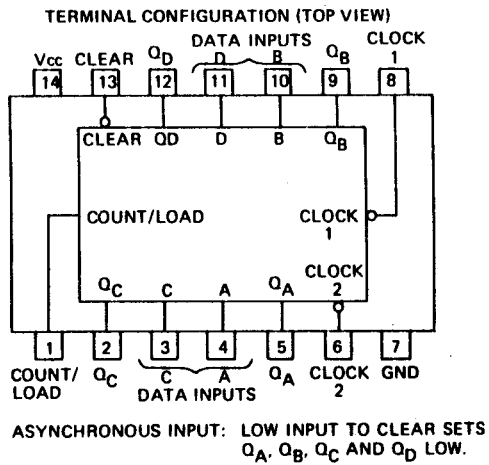 TERMINAL CONFIGURATION (TOP VIEW)
DATA INPUTS
CLOCK
1
Vcc CLEAR QD D B QB
14 13 12 11 10 9 8
CLEAR QD D B QB
COUNT/LOAD
CLOCK
1
CLOCK
2
QC C A QA
1 2 3 4 5 6 7
COUNT/
LOAD
QC C A QA CLOCK
2
GND
DATA INPUTS
ASYNCHRONOUS INPUT: LOW INPUT TO CLEAR SETS
QA, QB, QC AND QD LOW.